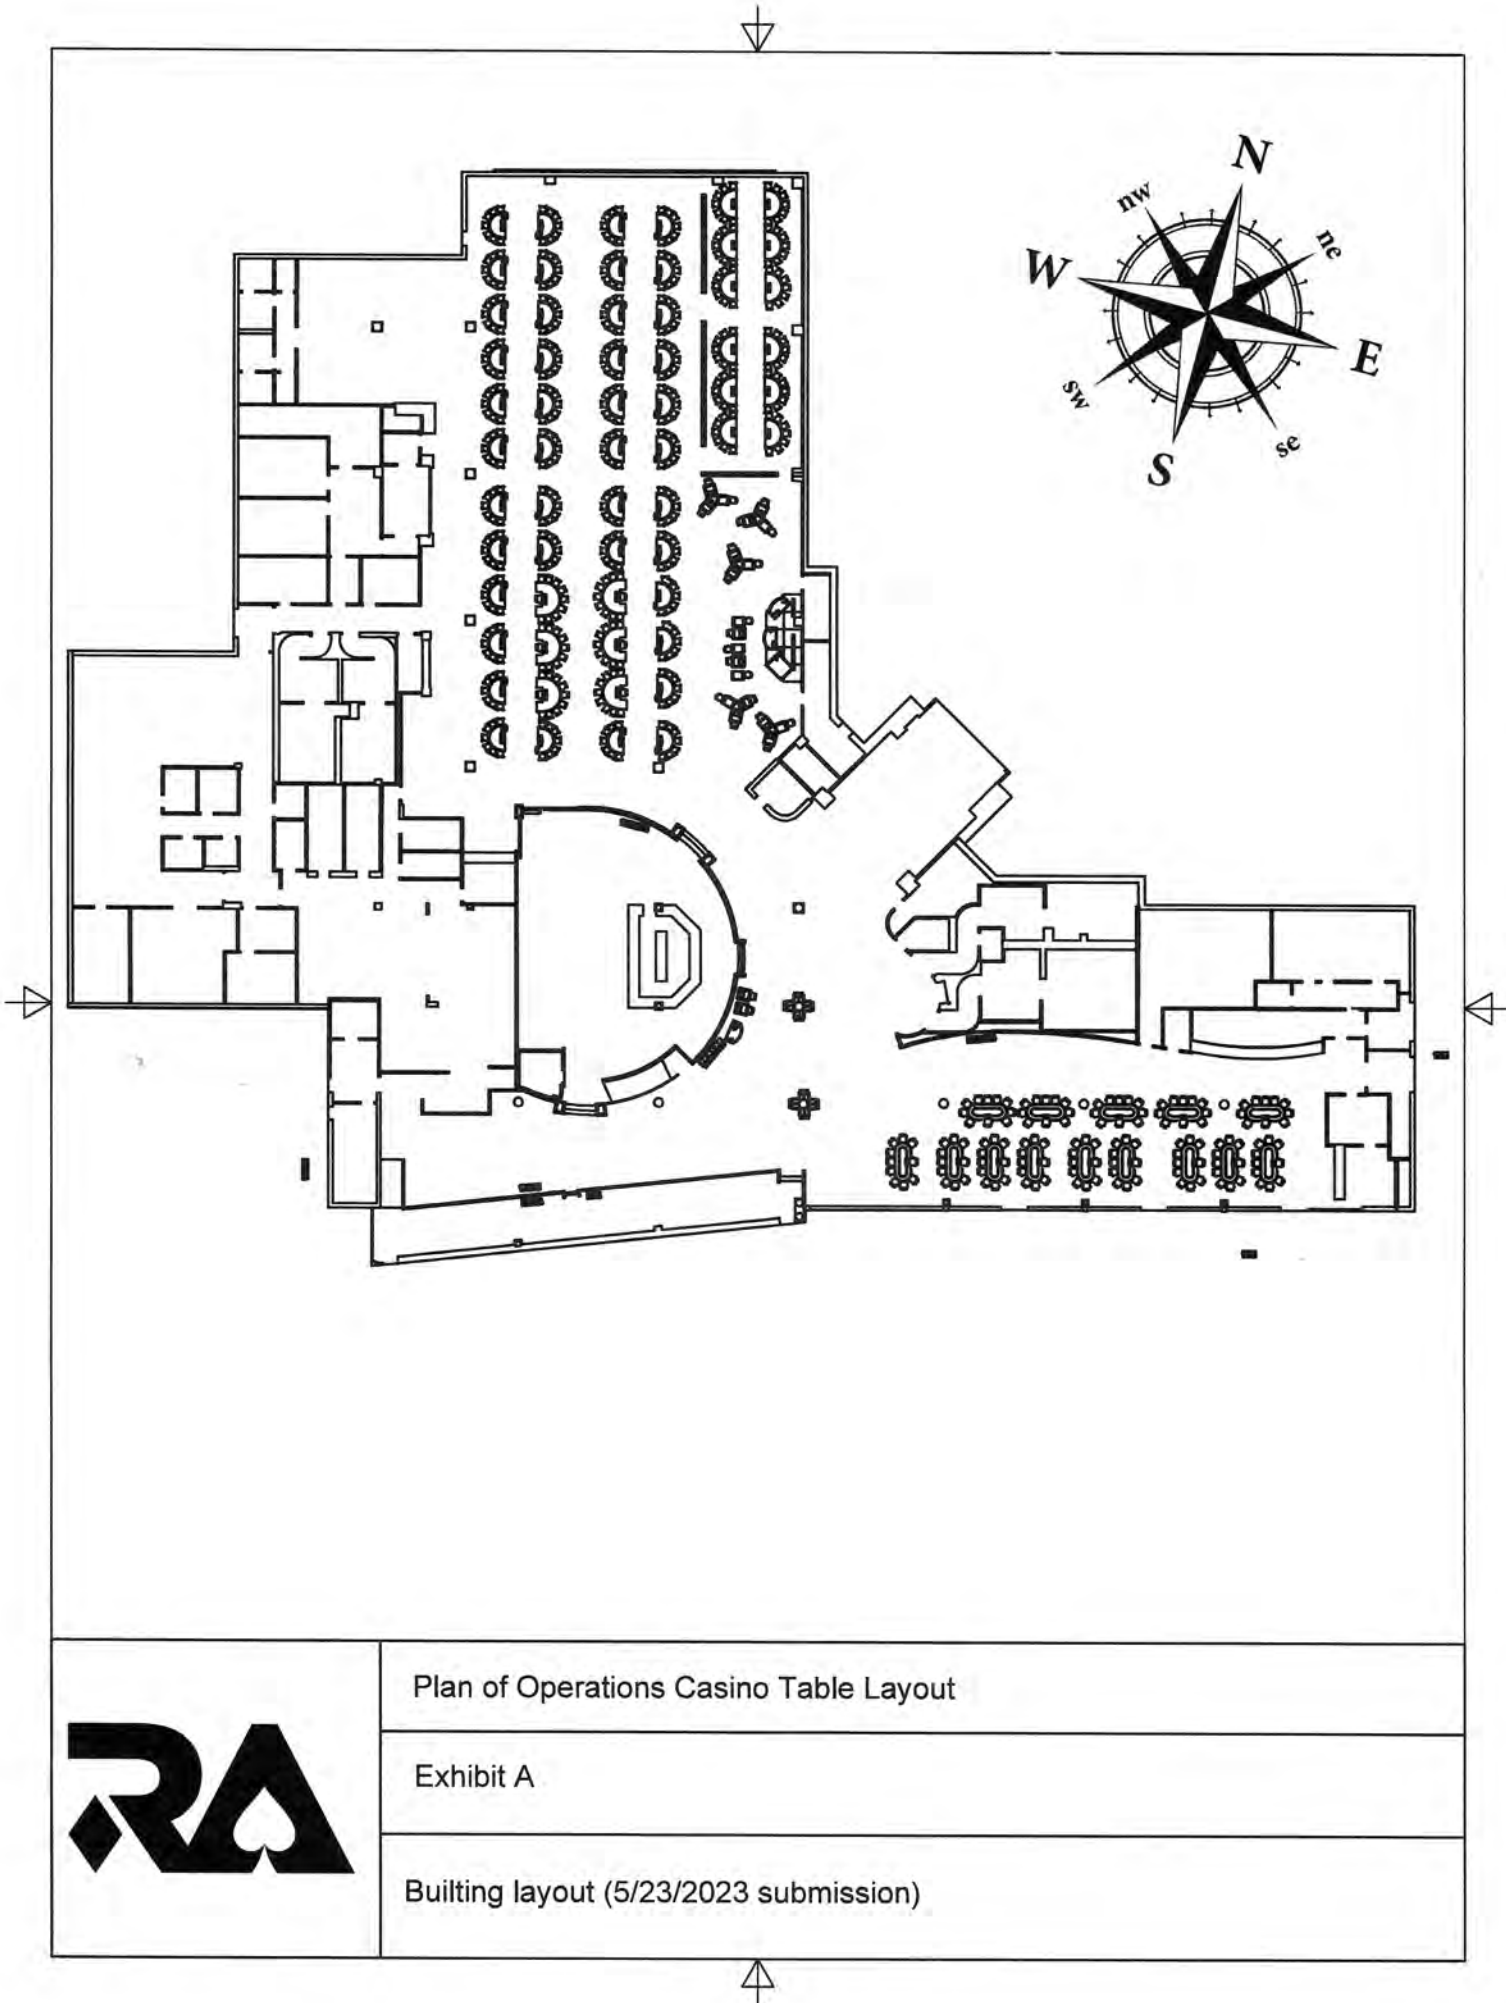 N
nw
ne
W
E
sw
se
S
RA
Plan of Operations Casino Table Layout
Exhibit A
Builting layout (5/23/2023 submission)